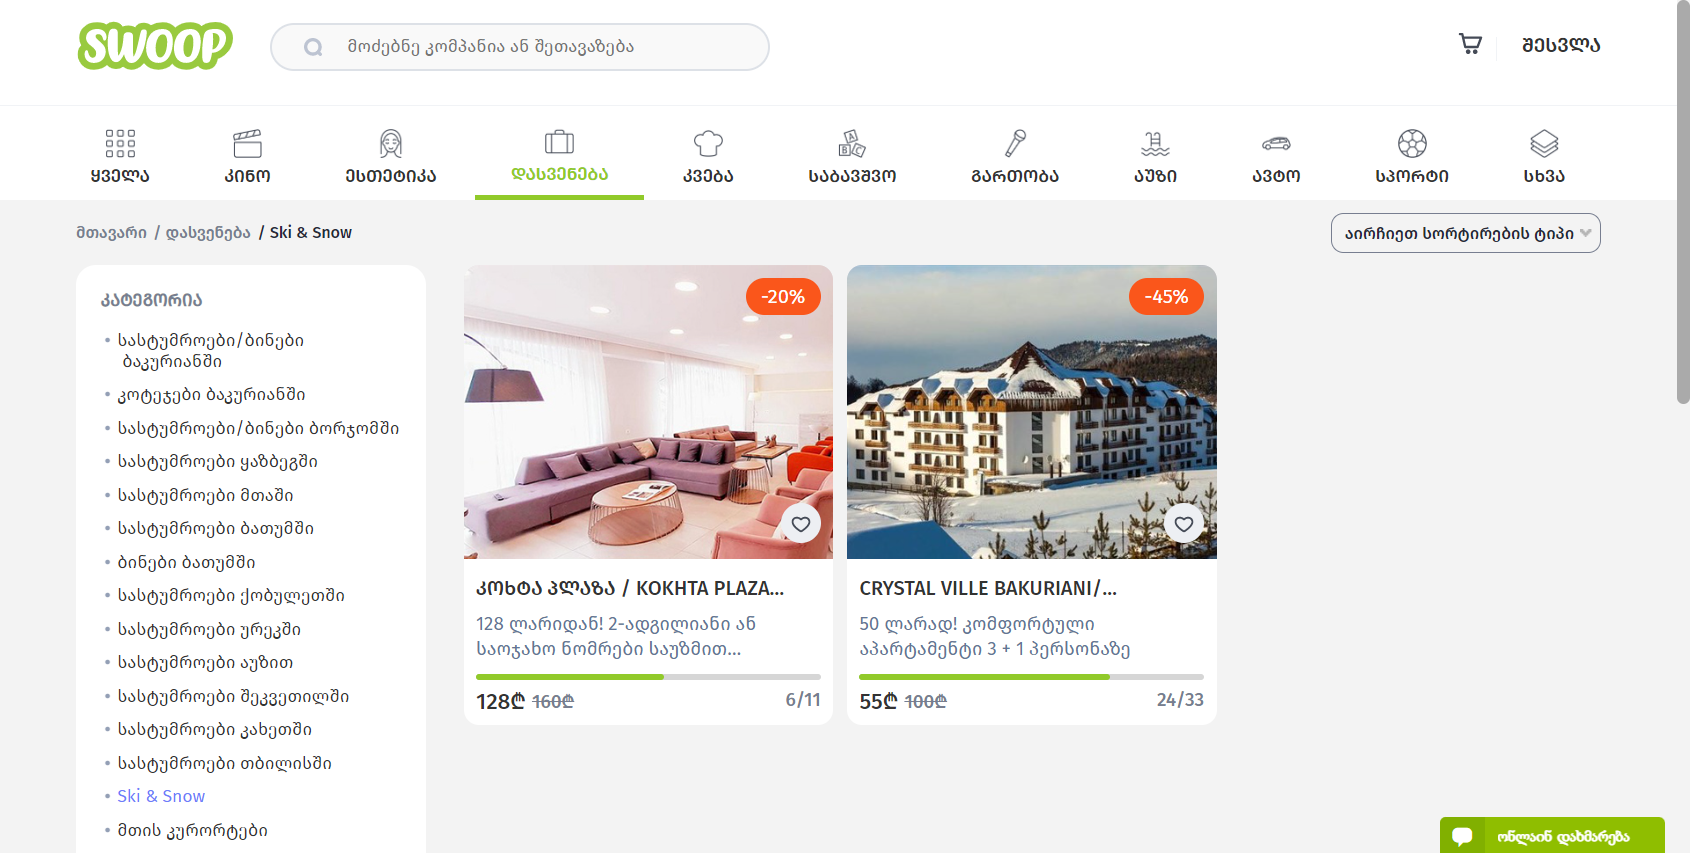 SWOOP
მოძებნე კომპანია ან შეთავაზება
შესვლა
ყველა
კინო
ესთეტიკა
დასვენება
კვება
საბავშვო
გართობა
აუზი
ავტო
სპორტი
სხვა
მთავარი / დასვენება / Ski & Snow
აირჩიეთ სორტირების ტიპი
კატეგორია
• სასტუმროები/ბინები
ბაკურიანში
• კოტეჯები ბაკურიანში
• სასტუმროები/ბინები ბორჯომში
• სასტუმროები ყაზბეგში
• სასტუმროები მთაში
• სასტუმროები ბათუმში
• ბინები ბათუმში
• სასტუმროები ქობულეთში
• სასტუმროები ურეკში
• სასტუმროები აუზით
• სასტუმროები შეკვეთილში
• სასტუმროები კახეთში
• სასტუმროები თბილისში
• Ski & Snow
• მთის კურორტები
-20%
კოხტა პლაზა / KOKHTA PLAZA...
128 ლარიდან! 2-ადგილიანი ან
საოჯახო ნომრები საუზმით...
128₾ 160₾ 6/11
-45%
CRYSTAL VILLE BAKURIANI/...
50 ლარად! კომფორტული
აპარტამენტი 3 + 1 პერსონაზე
55₾ 100₾ 24/33
ონლაინ დახმარება